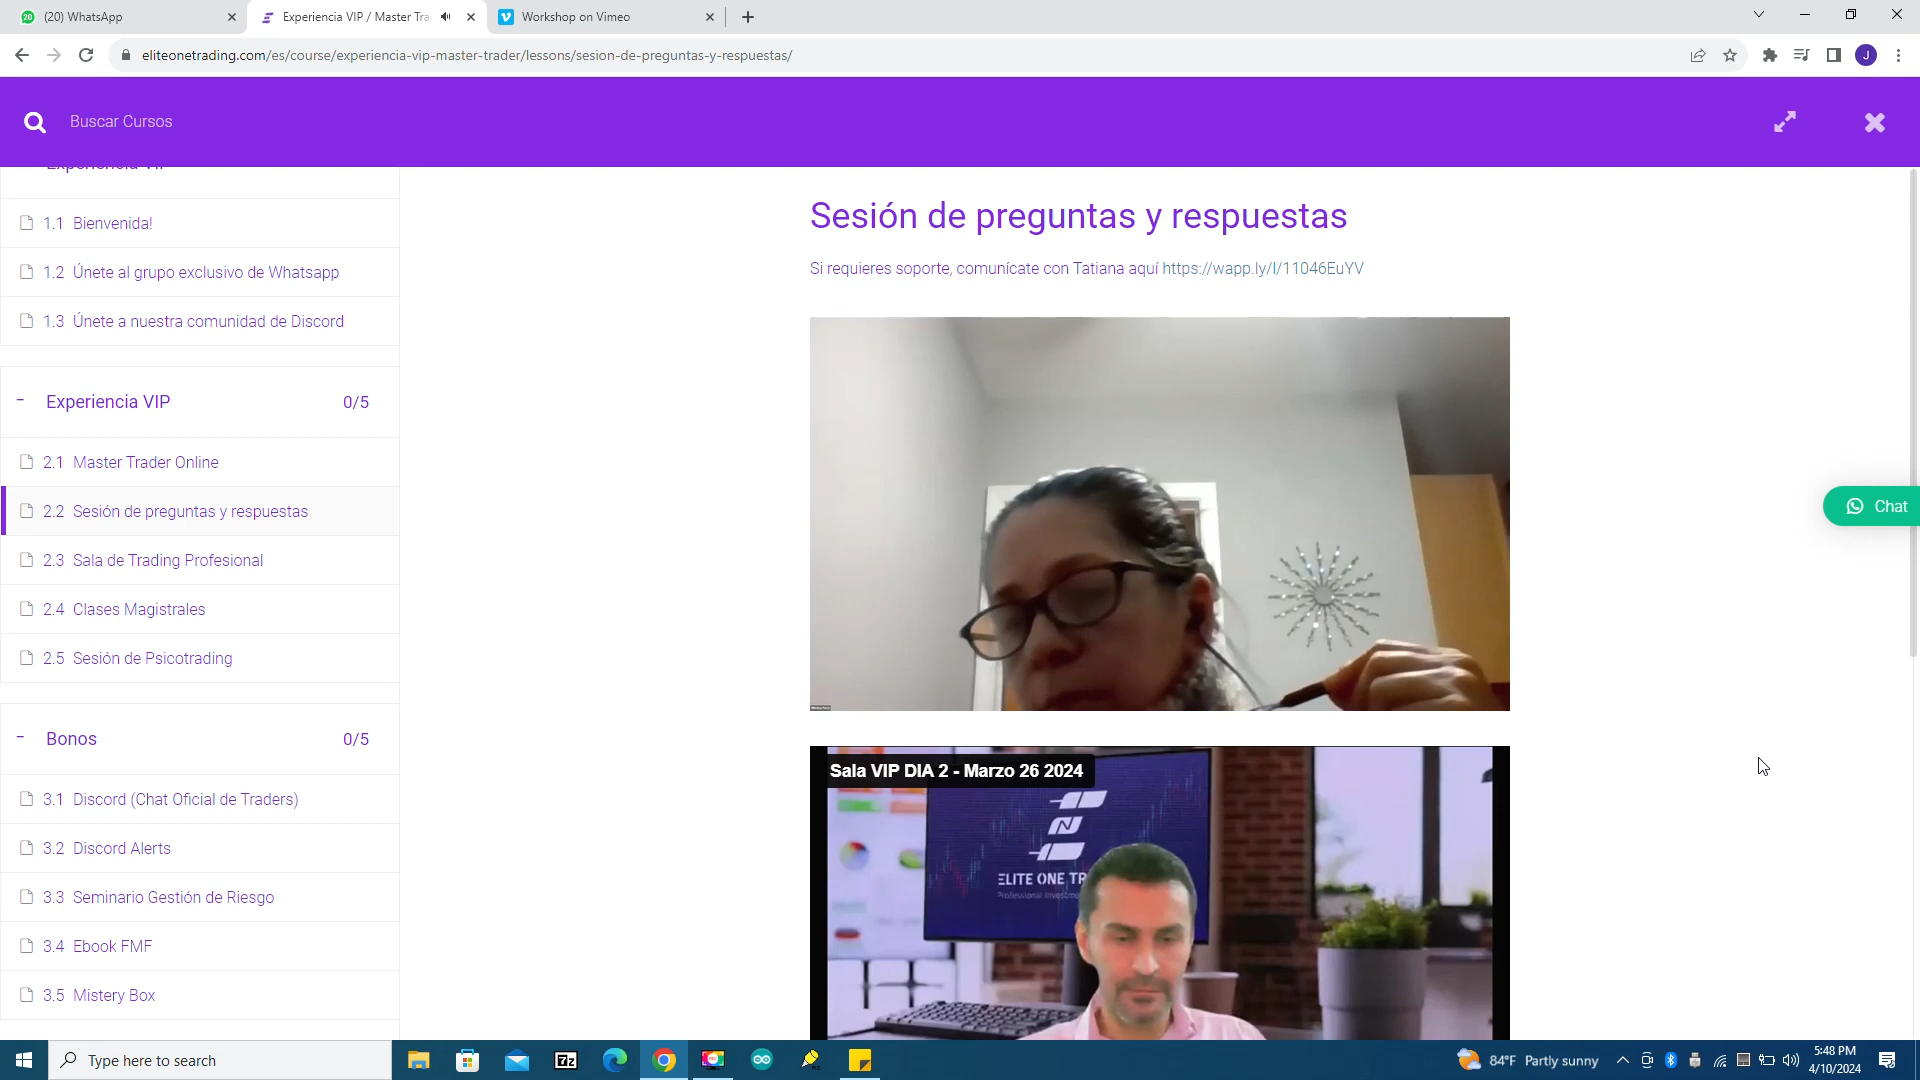 (20) WhatsApp
Experiencia VIP / Master Tra
Workshop on Vimeo
eliteonetrading.com/es/course/experiencia-vip-master-trader/lessons/sesion-de-preguntas-y-respuestas/
J
Buscar Cursos
Experiencia VIP
1.1 Bienvenida!
1.2 Únete al grupo exclusivo de Whatsapp
1.3 Únete a nuestra comunidad de Discord
- Experiencia VIP 0/5
2.1 Master Trader Online
2.2 Sesión de preguntas y respuestas
2.3 Sala de Trading Profesional
2.4 Clases Magistrales
2.5 Sesión de Psicotrading
- Bonos 0/5
3.1 Discord (Chat Oficial de Traders)
3.2 Discord Alerts
3.3 Seminario Gestión de Riesgo
3.4 Ebook FMF
3.5 Mistery Box
Sesión de preguntas y respuestas
Si requieres soporte, comunícate con Tatiana aquí https://wapp.ly/l/11046EuYV
Sala VIP DIA 2 - Marzo 26 2024
ELITE ONE TR
Professional Investme
Chat
Type here to search
7z
84°F Partly sunny
5:48 PM
4/10/2024